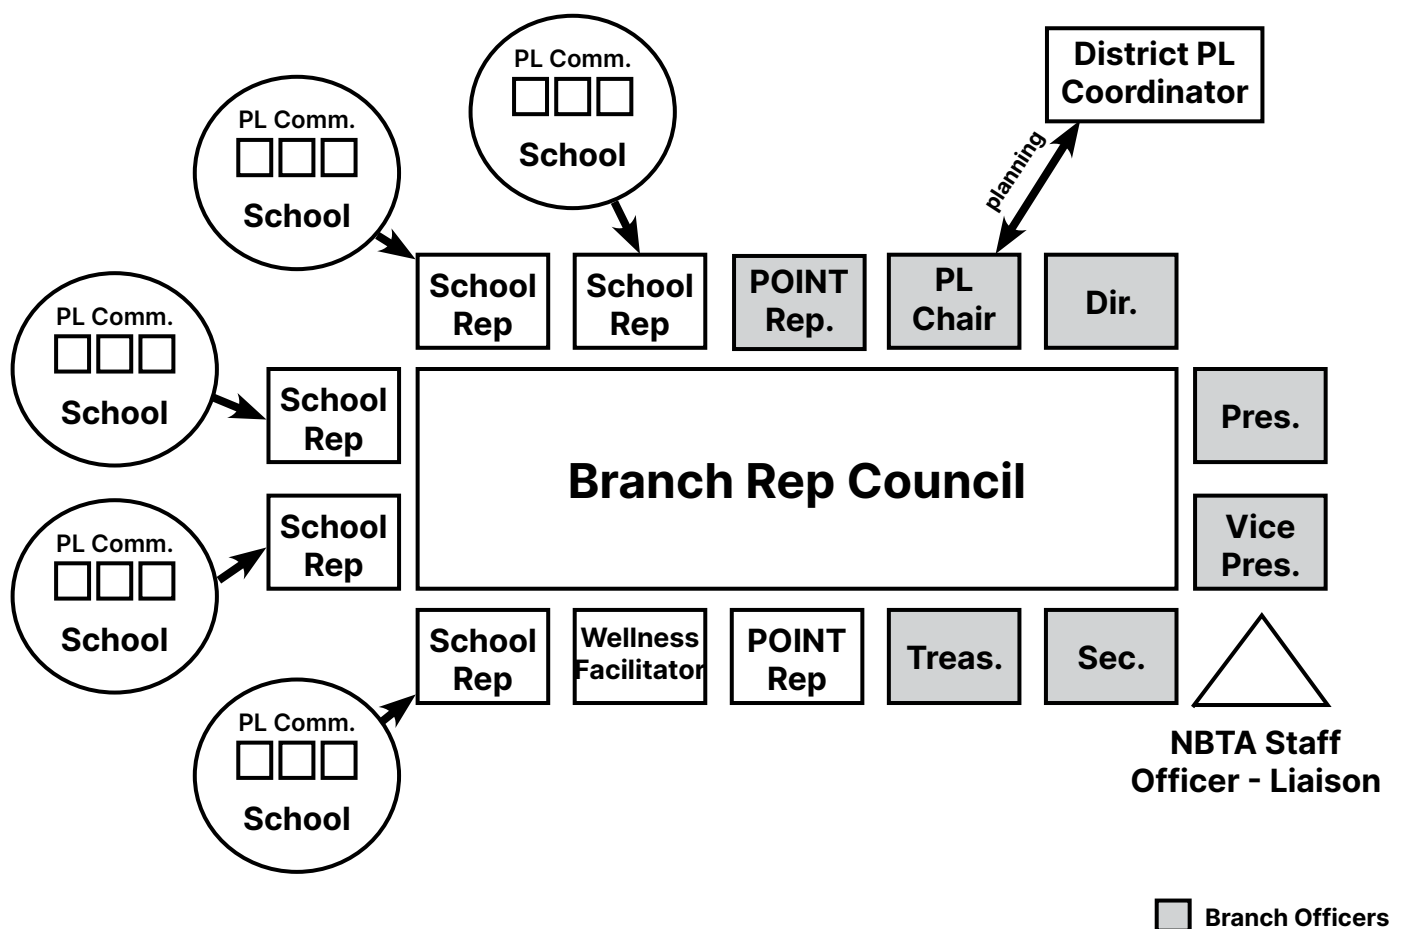 PL Comm.
School
District PL
Coordinator
planning
PL Comm.
School
School
Rep
School
Rep
POINT
Rep.
PL
Chair
Dir.
PL Comm.
School
School
Rep
Branch Rep Council
Pres.
PL Comm.
School
School
Rep
Vice
Pres.
School
Rep
Wellness
Facilitator
POINT
Rep
Treas.
Sec.
PL Comm.
School
NBTA Staff
Officer - Liaison
Branch Officers